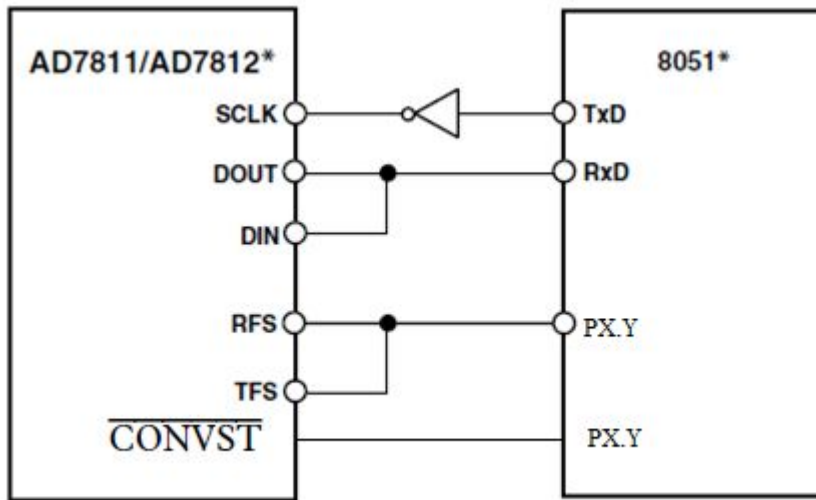 AD7811/AD7812*
8051*
SCLK
TxD
DOUT
RxD
DIN
RFS
PX.Y
TFS
CONVST
PX.Y